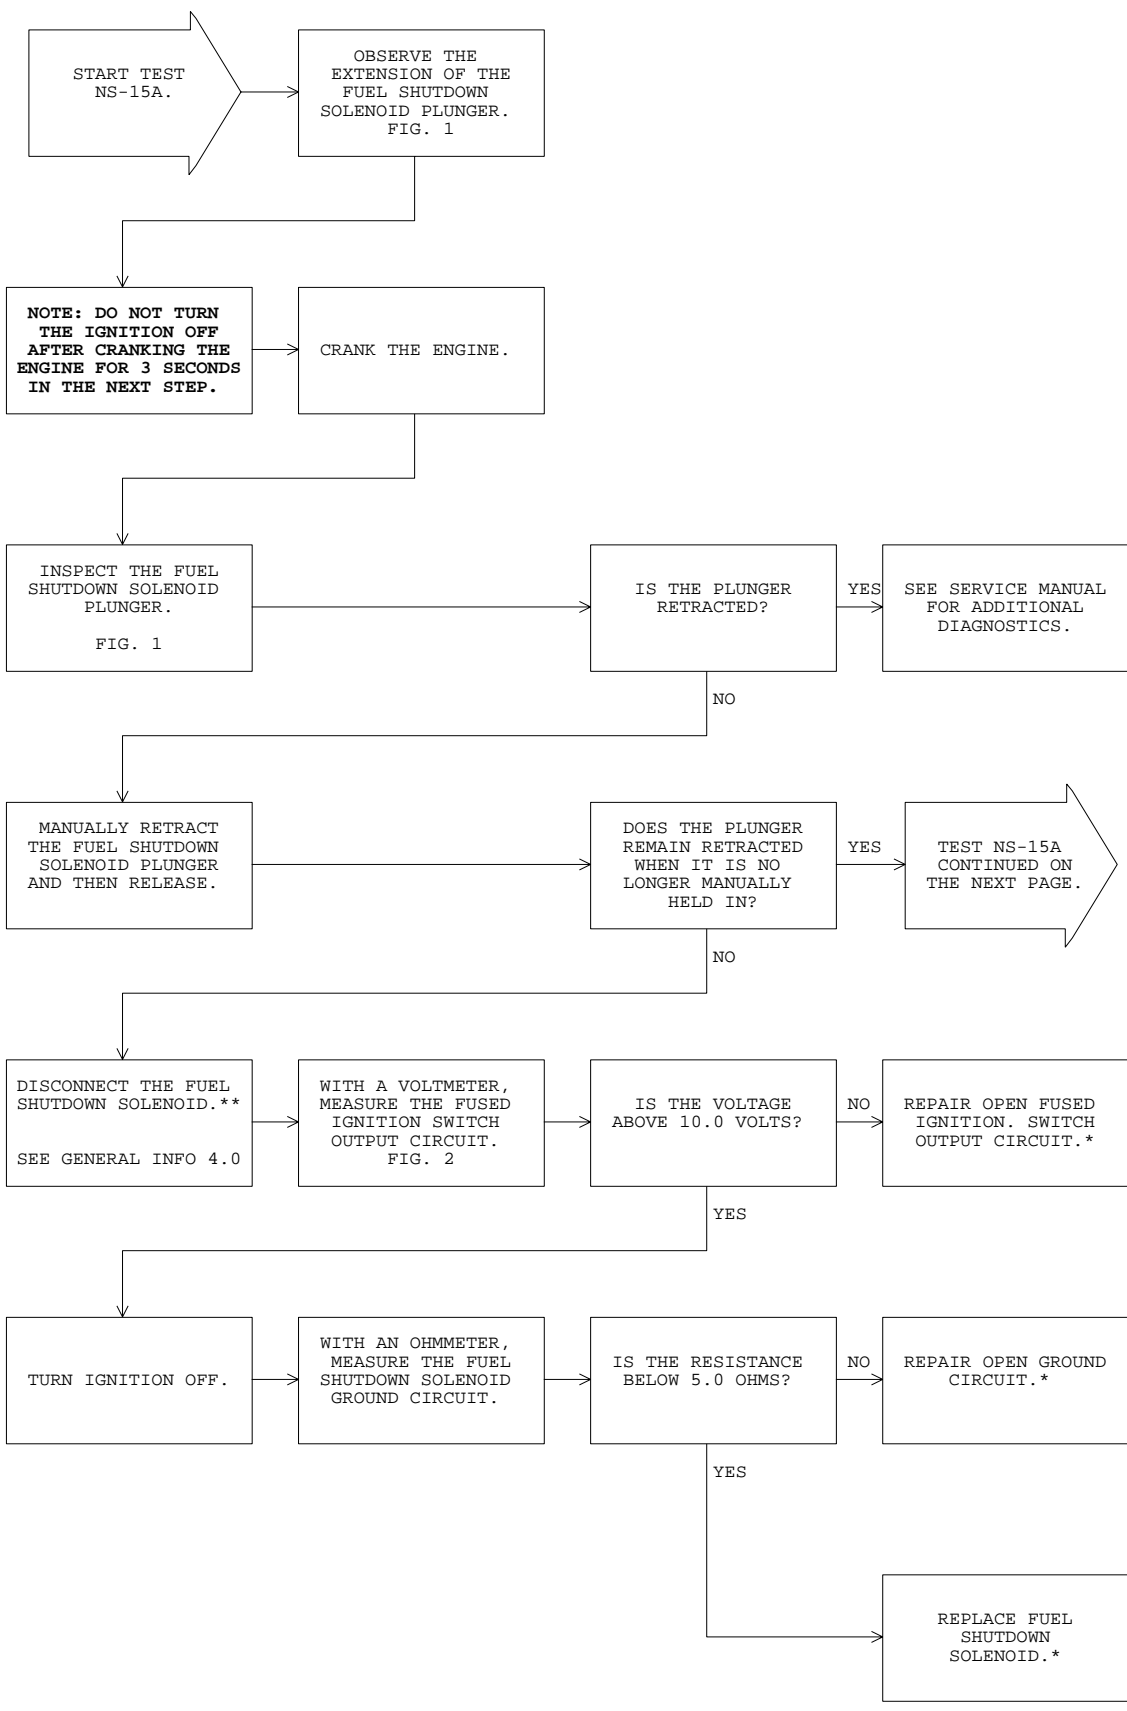 START TEST
NS-15A.
OBSERVE THE
EXTENSION OF THE
FUEL SHUTDOWN
SOLENOID PLUNGER.
FIG. 1
NOTE: DO NOT TURN
THE IGNITION OFF
AFTER CRANKING THE
ENGINE FOR 3 SECONDS
IN THE NEXT STEP.
CRANK THE ENGINE.
INSPECT THE FUEL
SHUTDOWN SOLENOID
PLUNGER.
FIG. 1
IS THE PLUNGER
RETRACTED?
YES
SEE SERVICE MANUAL
FOR ADDITIONAL
DIAGNOSTICS.
NO
MANUALLY RETRACT
THE FUEL SHUTDOWN
SOLENOID PLUNGER
AND THEN RELEASE.
DOES THE PLUNGER
REMAIN RETRACTED
WHEN IT IS NO
LONGER MANUALLY
HELD IN?
YES
TEST NS-15A
CONTINUED ON
THE NEXT PAGE.
NO
DISCONNECT THE FUEL
SHUTDOWN SOLENOID.**
SEE GENERAL INFO 4.0
WITH A VOLTMETER,
MEASURE THE FUSED
IGNITION SWITCH
OUTPUT CIRCUIT.
FIG. 2
IS THE VOLTAGE
ABOVE 10.0 VOLTS?
NO
REPAIR OPEN FUSED
IGNITION. SWITCH
OUTPUT CIRCUIT.*
YES
TURN IGNITION OFF.
WITH AN OHMMETER,
MEASURE THE FUEL
SHUTDOWN SOLENOID
GROUND CIRCUIT.
IS THE RESISTANCE
BELOW 5.0 OHMS?
NO
REPAIR OPEN GROUND
CIRCUIT.*
YES
REPLACE FUEL
SHUTDOWN
SOLENOID.*